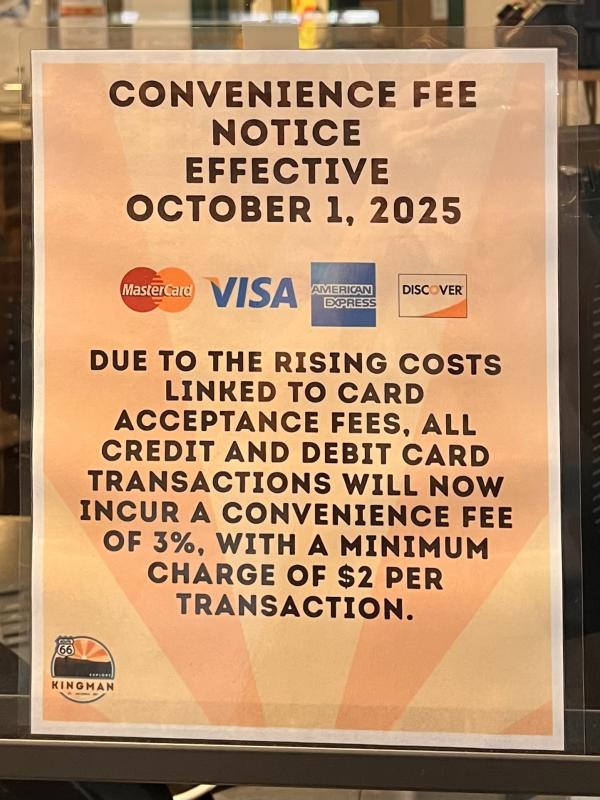 CONVENIENCE FEE
NOTICE
EFFECTIVE
OCTOBER 1, 2025
MasterCard VISA AMERICAN EXPRESS DISCOVER
DUE TO THE RISING COSTS
LINKED TO CARD
ACCEPTANCE FEES, ALL
CREDIT AND DEBIT CARD
TRANSACTIONS WILL NOW
INCUR A CONVENIENCE FEE
OF 3%, WITH A MINIMUM
CHARGE OF $2 PER
TRANSACTION.
ROUTE
66
EXPLORE
KINGMAN